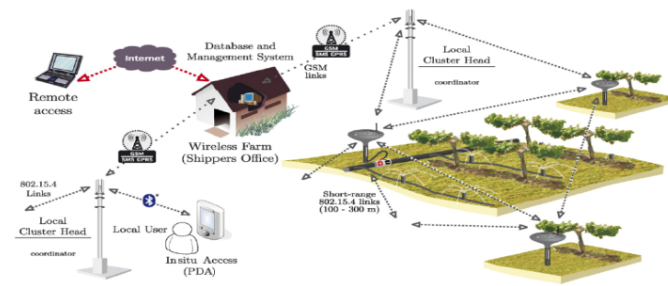 Internet
Remote
access
Database and
Management System
GSM
SMS GPRS
GSM
links
Local
Cluster Head
coordinator
Wireless Farm
(Shippers Office)
GSM
SMS GPRS
802.15.4
Links
Local
Cluster Head
coordinator
Local User
Insitu Access
(PDA)
Short-range
802.15.4 links
(100 - 300 m)